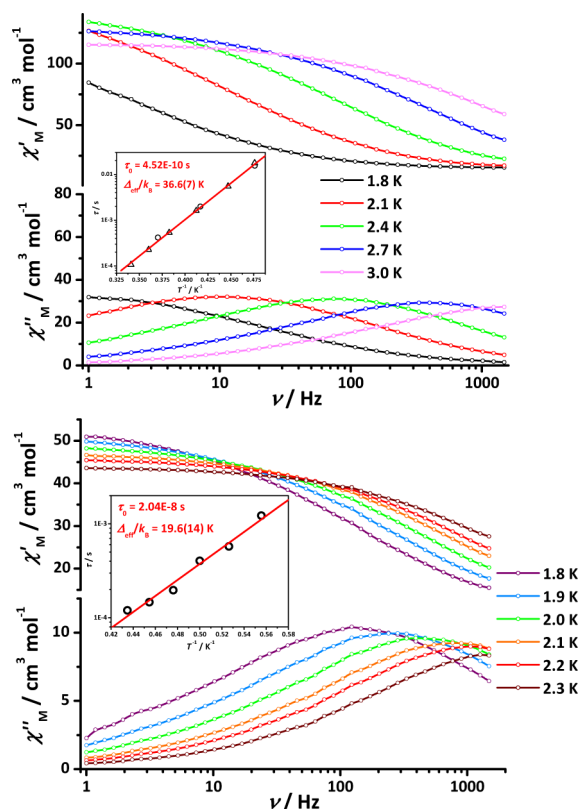 χ′M / cm³ mol⁻¹
100
75
50
25
τ0 = 4.52E-10 s
Δeff/kB = 36.6(7) K
τ / s
0.01
1E-3
1E-4
0.325 0.350 0.375 0.400 0.425 0.450 0.475
T⁻¹ / K⁻¹
1.8 K
2.1 K
2.4 K
2.7 K
3.0 K
χ″M / cm³ mol⁻¹
80
60
40
20
0
1 10 100 1000
ν / Hz
χ′M / cm³ mol⁻¹
50
40
30
20
τ0 = 2.04E-8 s
Δeff/kB = 19.6(14) K
τ / s
1E-3
1E-4
0.42 0.44 0.46 0.48 0.50 0.52 0.54 0.56 0.58
T⁻¹ / K⁻¹
1.8 K
1.9 K
2.0 K
2.1 K
2.2 K
2.3 K
χ″M / cm³ mol⁻¹
10
5
0
1 10 100 1000
ν / Hz